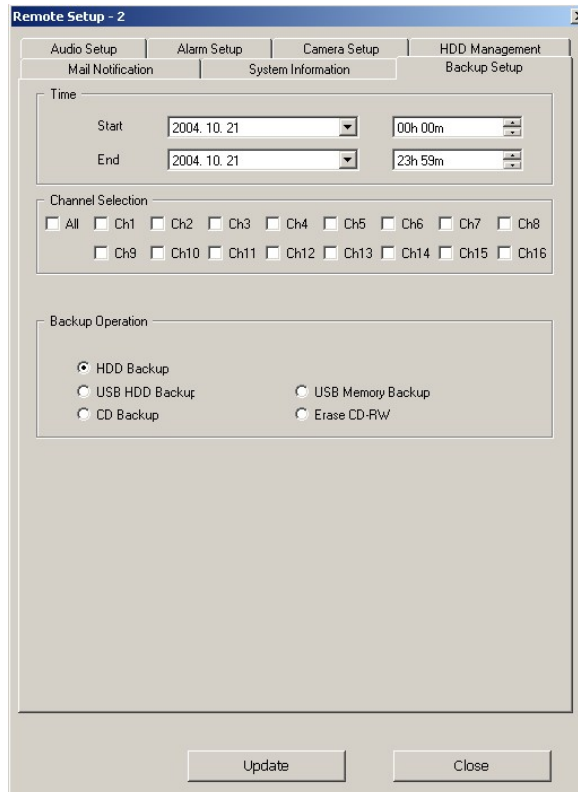 Remote Setup - 2
Audio Setup Alarm Setup Camera Setup HDD Management
Mail Notification System Information Backup Setup
Time
Start 2004. 10. 21 00h 00m
End 2004. 10. 21 23h 59m
Channel Selection
All Ch1 Ch2 Ch3 Ch4 Ch5 Ch6 Ch7 Ch8
Ch9 Ch10 Ch11 Ch12 Ch13 Ch14 Ch15 Ch16
Backup Operation
HDD Backup
USB HDD Backup USB Memory Backup
CD Backup Erase CD-RW
Update Close